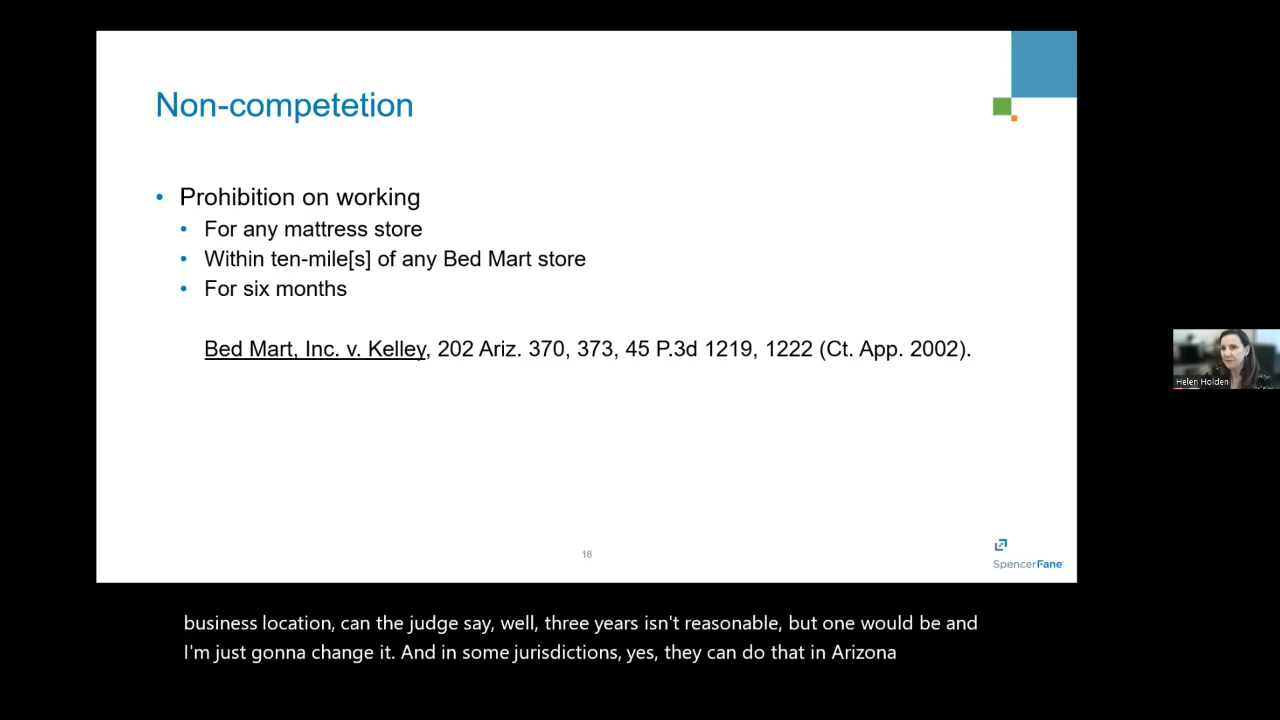 Non-competetion
• Prohibition on working
• For any mattress store
• Within ten-mile[s] of any Bed Mart store
• For six months
Bed Mart, Inc. v. Kelley, 202 Ariz. 370, 373, 45 P.3d 1219, 1222 (Ct. App. 2002).
Helen Holden
18
SpencerFane
business location, can the judge say, well, three years isn't reasonable, but one would be and
I'm just gonna change it. And in some jurisdictions, yes, they can do that in Arizona